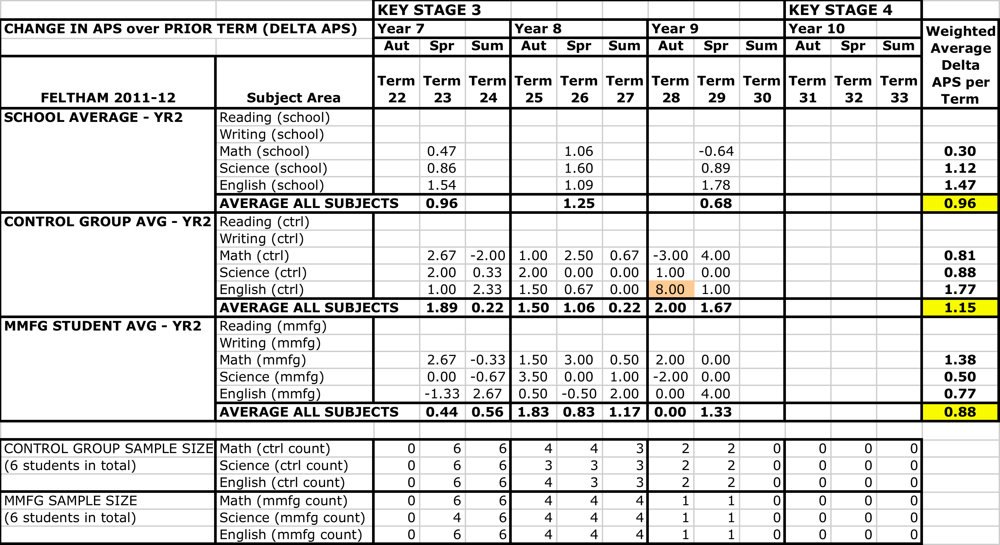 KEY STAGE 3 KEY STAGE 4
CHANGE IN APS over PRIOR TERM (DELTA APS) Year 7 Year 8 Year 9 Year 10 Weighted Average Delta APS per Term
Aut Spr Sum Aut Spr Sum Aut Spr Sum Aut Spr Sum
FELTHAM 2011-12 Subject Area Term 22 Term 23 Term 24 Term 25 Term 26 Term 27 Term 28 Term 29 Term 30 Term 31 Term 32 Term 33
SCHOOL AVERAGE - YR2 Reading (school)
Writing (school)
Math (school) 0.47 1.06 -0.64 0.30
Science (school) 0.86 1.60 0.89 1.12
English (school) 1.54 1.09 1.78 1.47
AVERAGE ALL SUBJECTS 0.96 1.25 0.68 0.96
CONTROL GROUP AVG - YR2 Reading (ctrl)
Writing (ctrl)
Math (ctrl) 2.67 -2.00 1.00 2.50 0.67 -3.00 4.00 0.81
Science (ctrl) 2.00 0.33 2.00 0.00 0.00 1.00 0.00 0.88
English (ctrl) 1.00 2.33 1.50 0.67 0.00 8.00 1.00 1.77
AVERAGE ALL SUBJECTS 1.89 0.22 1.50 1.06 0.22 2.00 1.67 1.15
MMFG STUDENT AVG - YR2 Reading (mmfg)
Writing (mmfg)
Math (mmfg) 2.67 -0.33 1.50 3.00 0.50 2.00 0.00 1.38
Science (mmfg) 0.00 -0.67 3.50 0.00 1.00 -2.00 0.00 0.50
English (mmfg) -1.33 2.67 0.50 -0.50 2.00 0.00 4.00 0.77
AVERAGE ALL SUBJECTS 0.44 0.56 1.83 0.83 1.17 0.00 1.33 0.88
CONTROL GROUP SAMPLE SIZE Math (ctrl count) 0 6 6 4 4 3 2 2 0 0 0 0
(6 students in total) Science (ctrl count) 0 6 6 3 3 3 2 2 0 0 0 0
English (ctrl count) 0 6 6 4 3 3 2 2 0 0 0 0
MMFG SAMPLE SIZE Math (mmfg count) 0 6 6 4 4 4 1 1 0 0 0 0
(6 students in total) Science (mmfg count) 0 4 6 4 4 4 1 1 0 0 0 0
English (mmfg count) 0 6 6 4 4 4 1 1 0 0 0 0